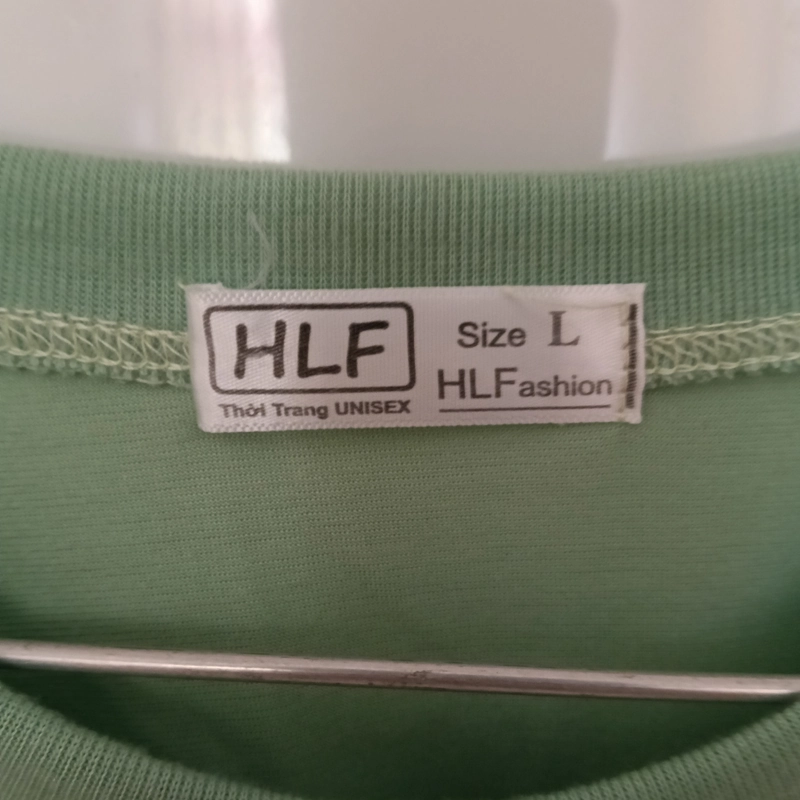 HLF
Thời Trang UNISEX
Size L
HLFashion